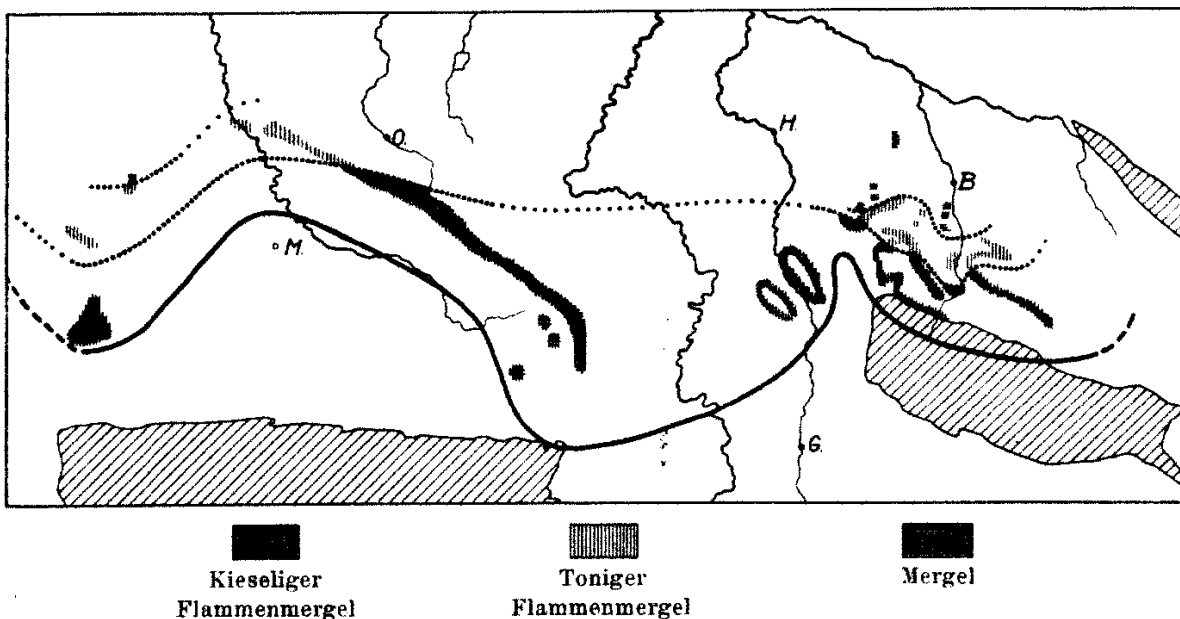 O.
H.
B
M.
G.
Kieseliger
Flammenmergel
Toniger
Flammenmergel
Mergel